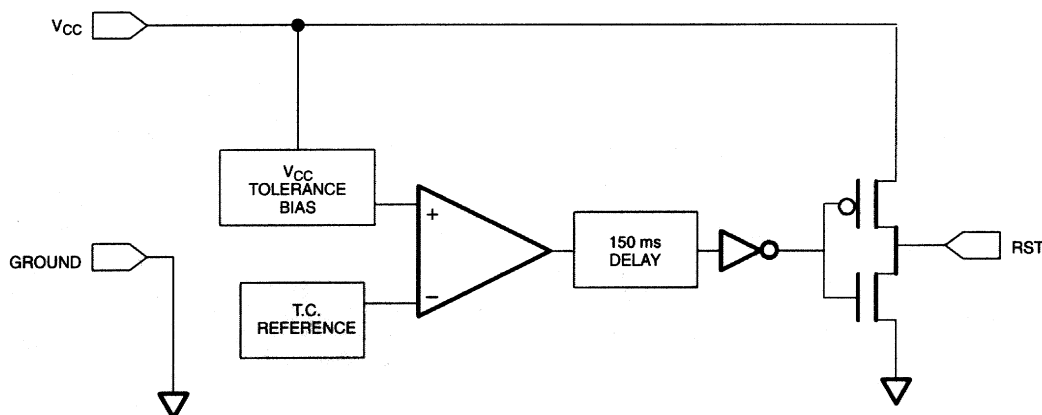 VCC
VCC
TOLERANCE
BIAS
+
150 ms
DELAY
RST
GROUND
−
T.C.
REFERENCE